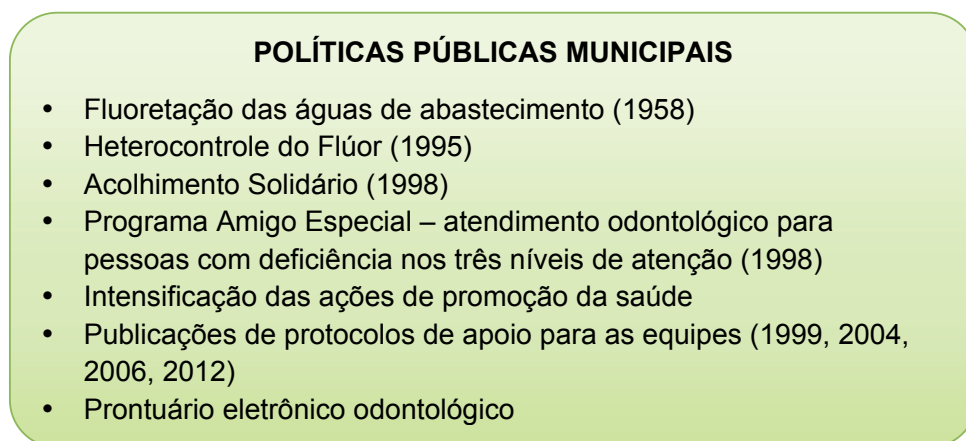 POLÍTICAS PÚBLICAS MUNICIPAIS
• Fluoretação das águas de abastecimento (1958)
• Heterocontrole do Flúor (1995)
• Acolhimento Solidário (1998)
• Programa Amigo Especial – atendimento odontológico para
pessoas com deficiência nos três níveis de atenção (1998)
• Intensificação das ações de promoção da saúde
• Publicações de protocolos de apoio para as equipes (1999, 2004,
2006, 2012)
• Prontuário eletrônico odontológico